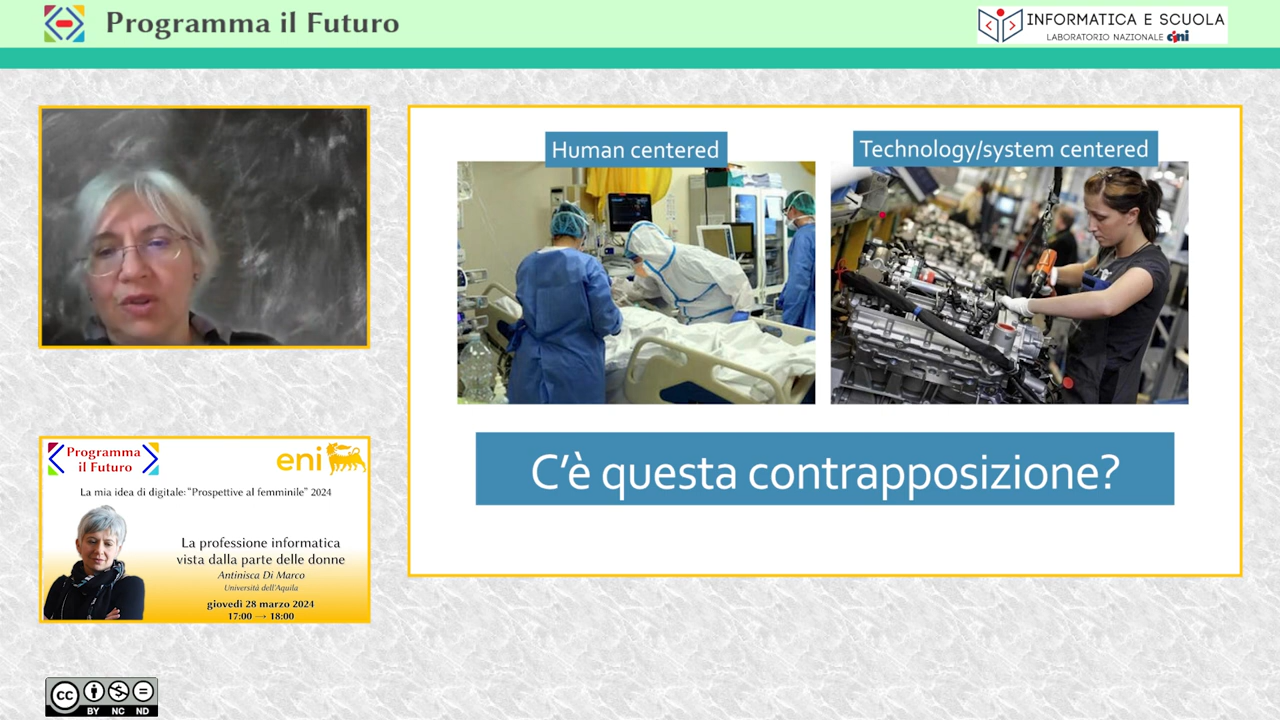 Programma il Futuro
INFORMATICA E SCUOLA
LABORATORIO NAZIONALE cini
Human centered
Technology/system centered
C'è questa contrapposizione?
Programma
il Futuro
eni
La mia idea di digitale: "Prospettive al femminile" 2024
La professione informatica
vista dalla parte delle donne
Antinisca Di Marco
Università dell'Aquila
giovedì 28 marzo 2024
17:00 → 18:00
cc
BY NC ND